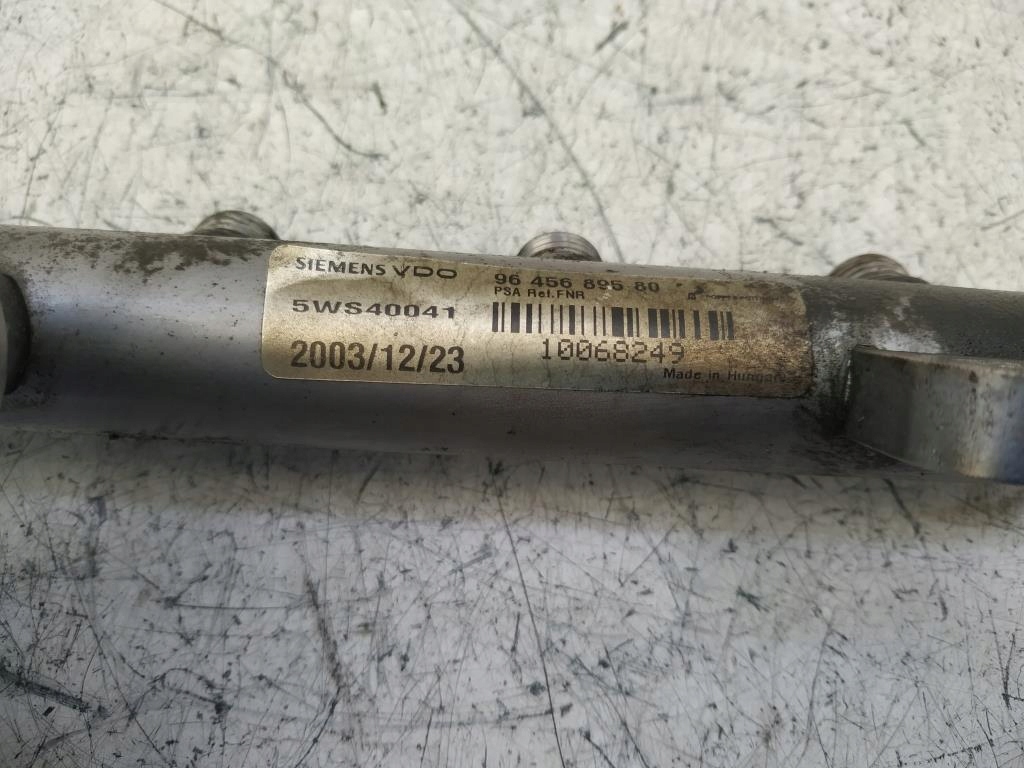 SIEMENS VDO 96 456 895 80
PSA Ref. FNR
5WS40041
10068249
2003/12/23
Made in Hungary